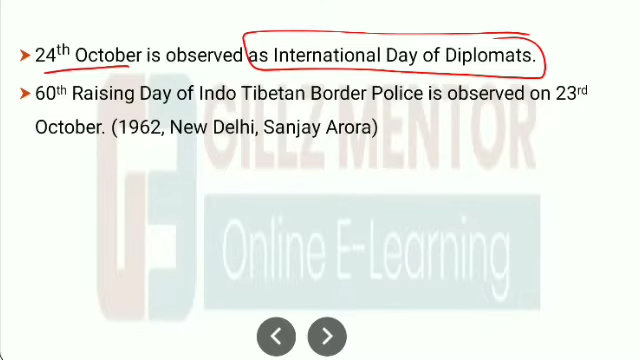 ➤ 24th October is observed as International Day of Diplomats.
➤ 60th Raising Day of Indo Tibetan Border Police is observed on 23rd
October. (1962, New Delhi, Sanjay Arora)
GILLZ MENTOR
Online E-Learning